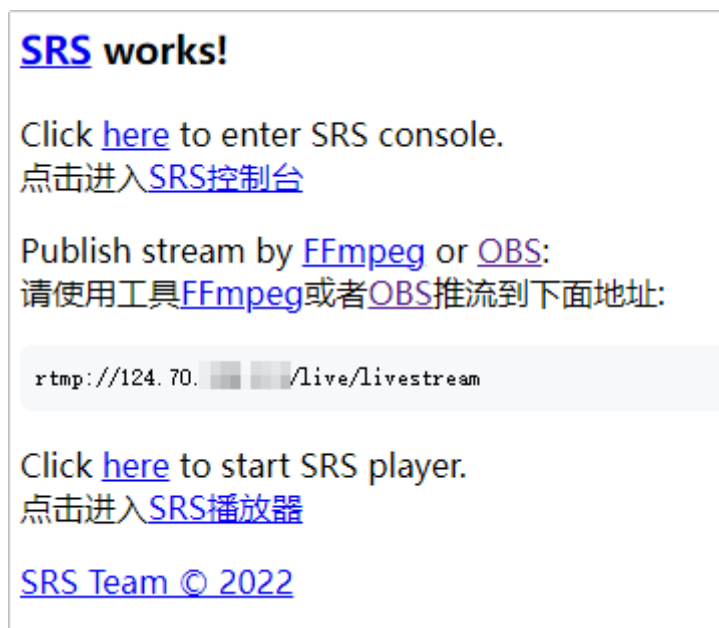 SRS works!
Click here to enter SRS console.
点击进入SRS控制台
Publish stream by FFmpeg or OBS:
请使用工具FFmpeg或者OBS推流到下面地址:
rtmp://124.70. /live/livestream
Click here to start SRS player.
点击进入SRS播放器
SRS Team © 2022